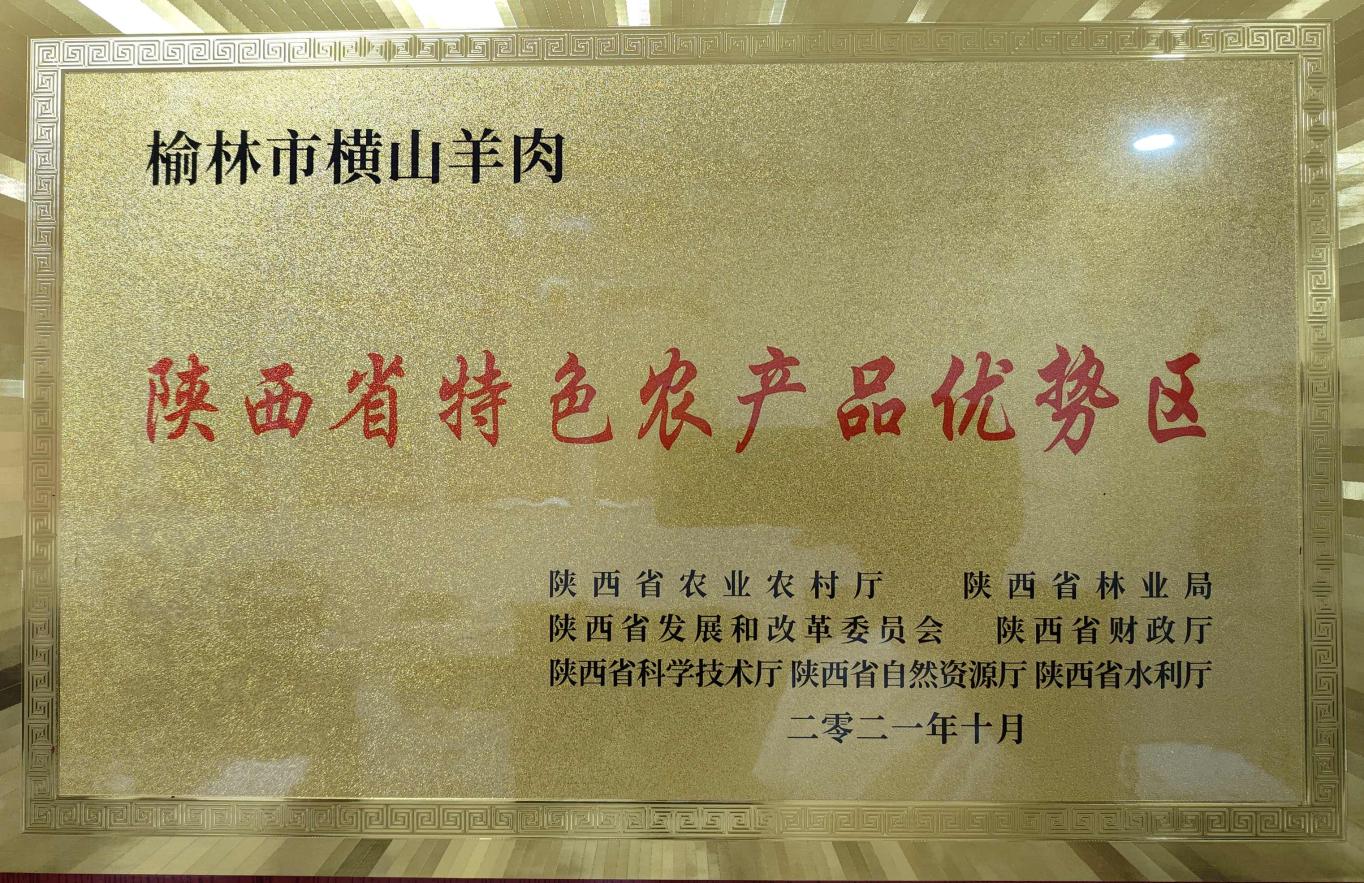 榆林市横山羊肉
陕西省特色农产品优势区
陕西省农业农村厅 陕西省林业局
陕西省发展和改革委员会 陕西省财政厅
陕西省科学技术厅 陕西省自然资源厅 陕西省水利厅
二零二一年十月